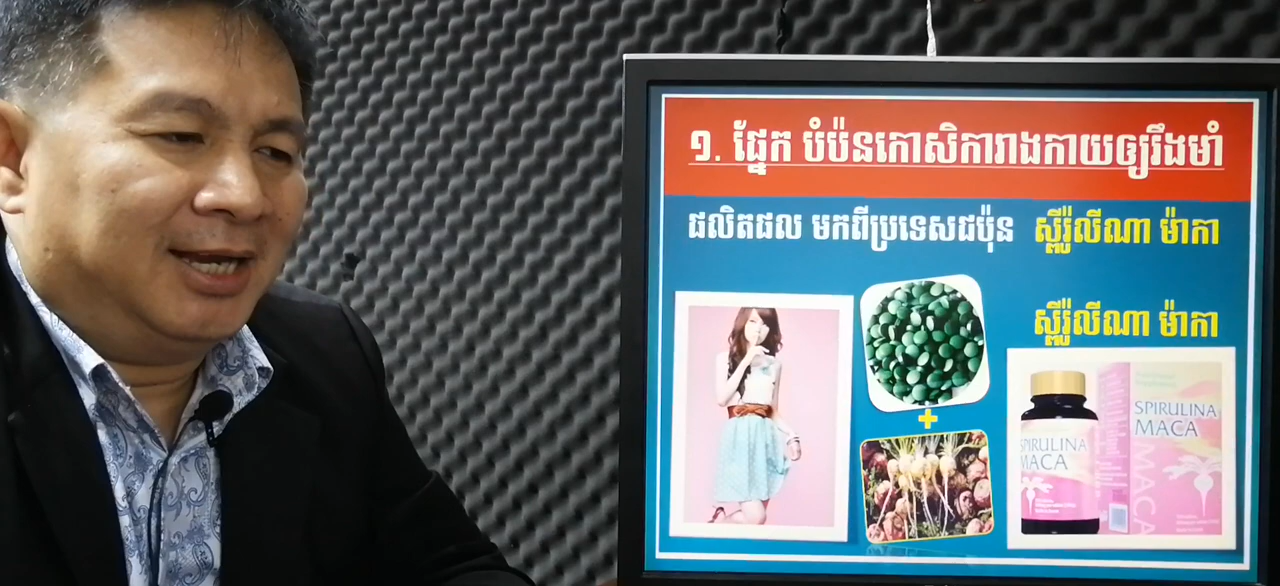 ១. ផ្នែក បំប៉នកោសិការាងកាយឲ្យរឹងមាំ
ផលិតផល មកពីប្រទេសជប៉ុន ស្ពីរ៉ូលីណា ម៉ាកា
ស្ពីរ៉ូលីណា ម៉ាកា
SPIRULINA
MACA
SPIRULINA
MACA
MACA